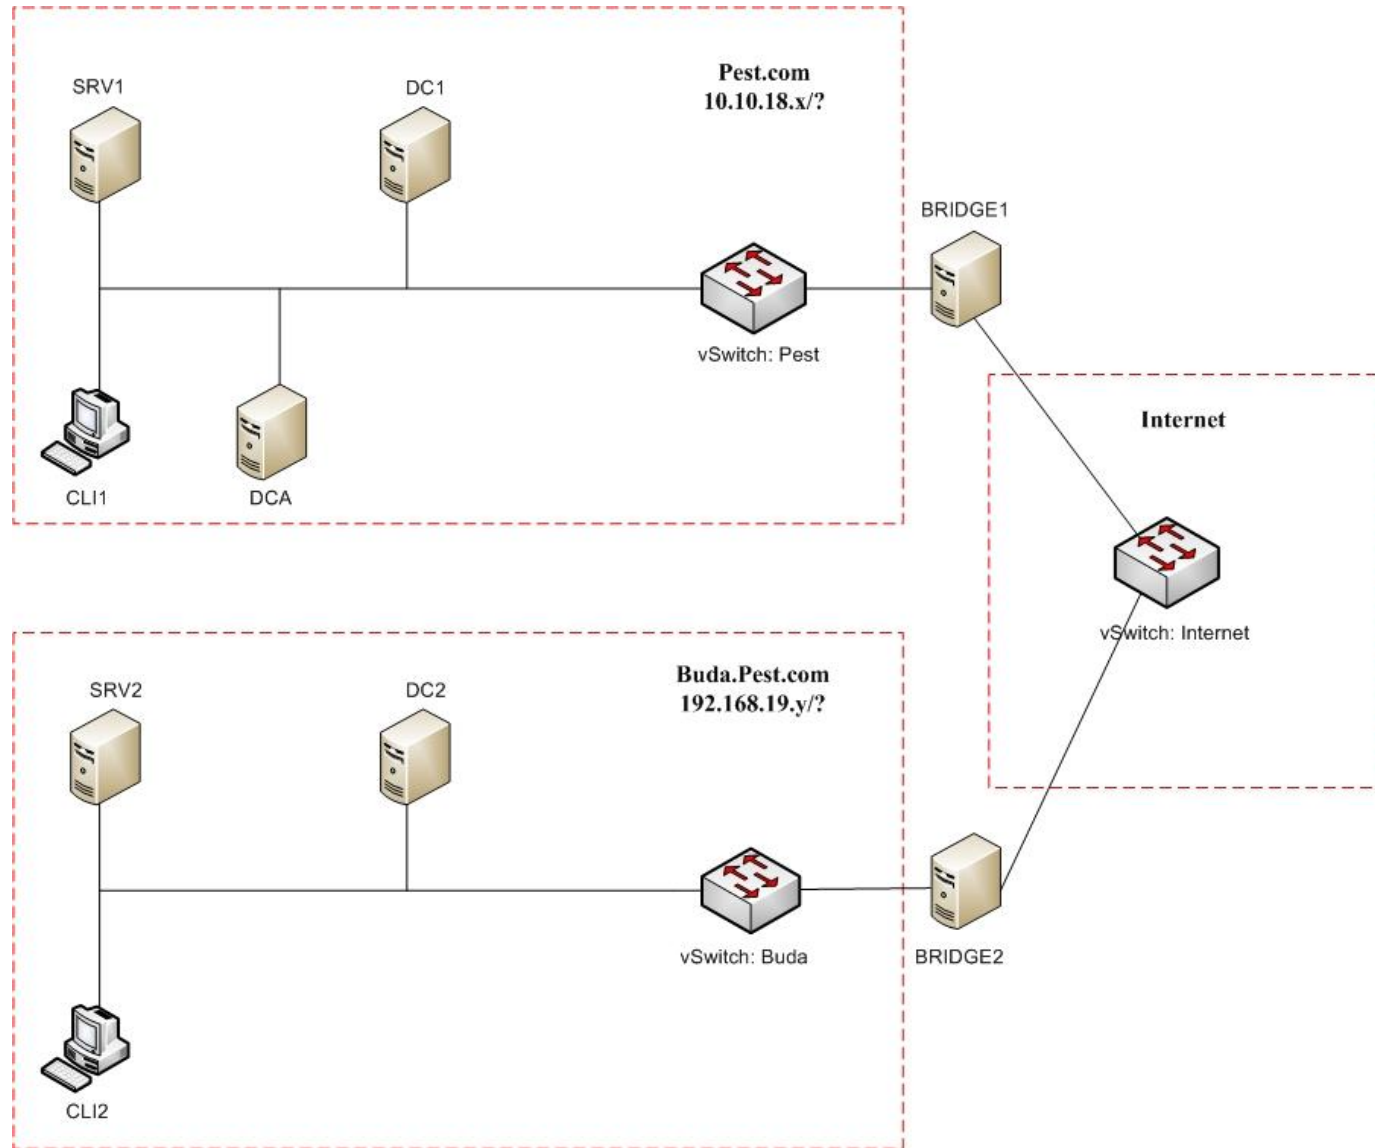 SRV1
DC1
Pest.com
10.10.18.x/?
BRIDGE1
vSwitch: Pest
CLI1
DCA
Internet
vSwitch: Internet
SRV2
DC2
Buda.Pest.com
192.168.19.y/?
vSwitch: Buda
BRIDGE2
CLI2